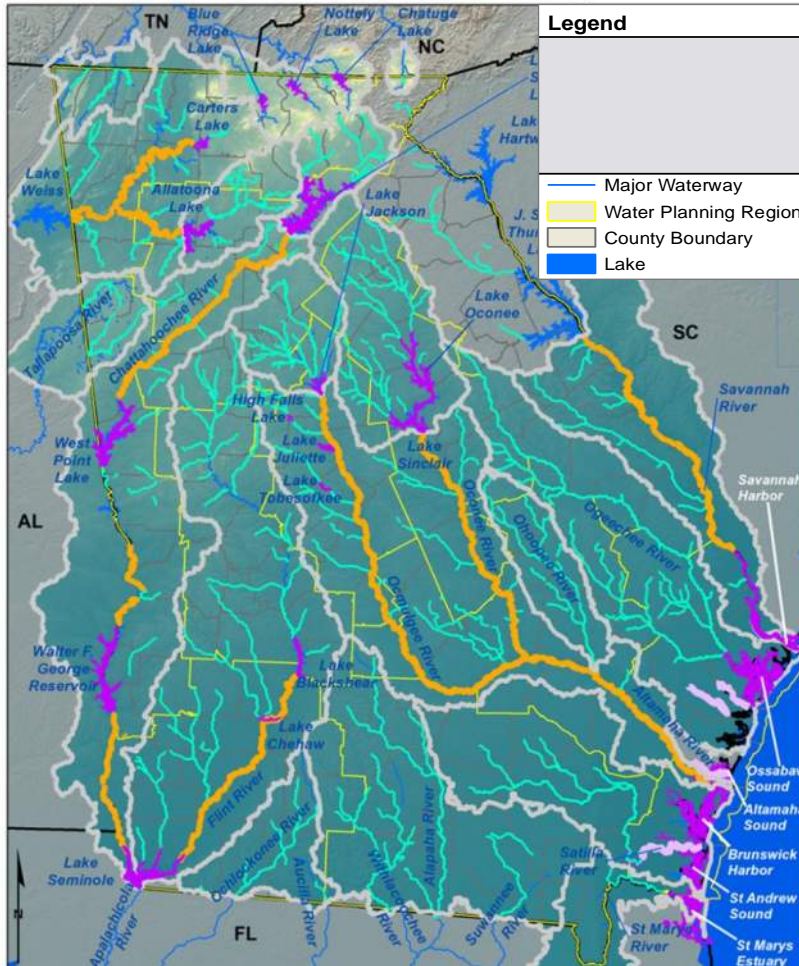 TN
Blue
Ridge
Lake
Nottely
Lake
Chatuge
Lake
NC
Legend
Major Waterway
Water Planning Region
County Boundary
Lake
Carters
Lake
Lake
Weiss
Allatoona
Lake
Lake
Jackson
Lake
Oconee
SC
Tallapoosa River
Chattahoochee River
High Falls
Lake
Lake
Juliette
Lake
Tobesofkee
Lake
Sinclair
Savannah
River
Savannah
Harbor
West
Point
Lake
AL
Oconee River
Ohoopee River
Ogeechee River
Ocmulgee River
Walter F.
George
Reservoir
Lake
Blackshear
Lake
Chehaw
Altamaha River
Ossabaw
Sound
Altamaha
Sound
Flint River
Lake
Seminole
Apalachicola
River
Ochlockonee River
Aucilla River
Withlacoochee
River
Alapaha River
Suwannee
River
Satilla
River
Brunswick
Harbor
St Andrew
Sound
St Marys
River
St Marys
Estuary
FL
N